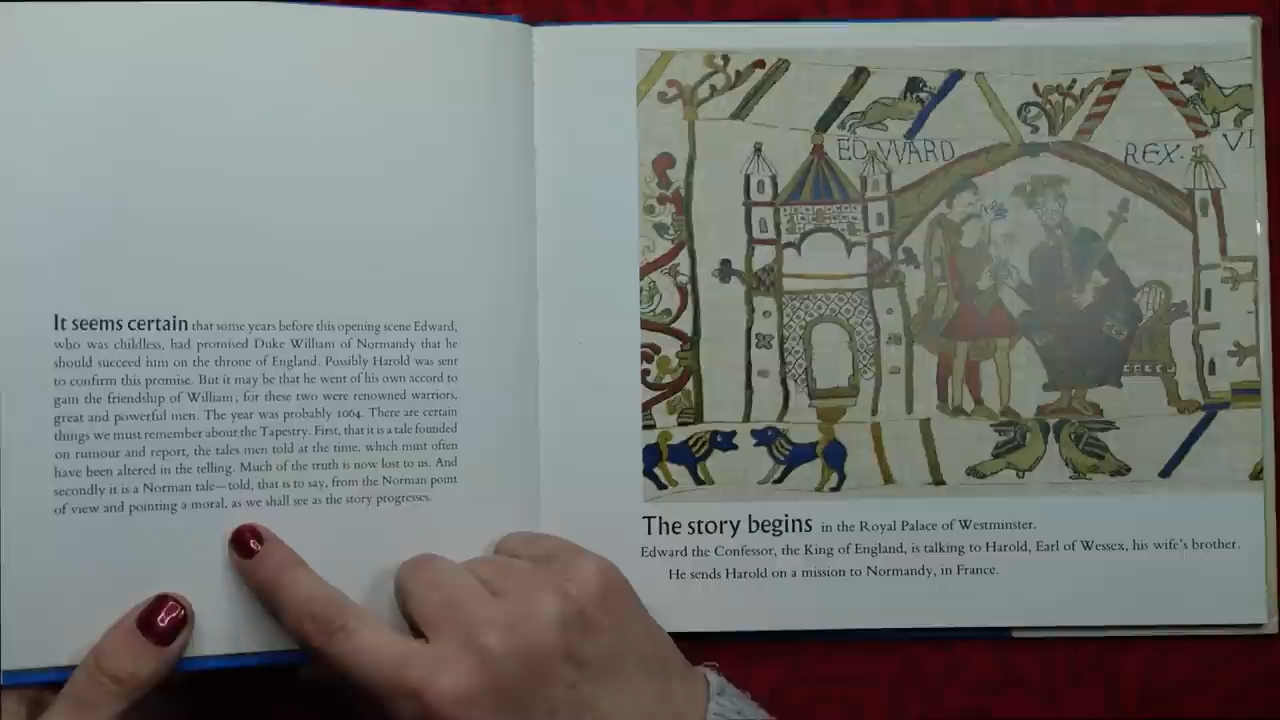 It seems certain that some years before this opening scene Edward,
who was childless, had promised Duke William of Normandy that he
should succeed him on the throne of England. Possibly Harold was sent
to confirm this promise. But it may be that he went of his own accord to
gain the friendship of William, for these two were renowned warriors,
great and powerful men. The year was probably 1064. There are certain
things we must remember about the Tapestry. First, that it is a tale founded
on rumour and report, the tales men told at the time, which must often
have been altered in the telling. Much of the truth is now lost to us. And
secondly it is a Norman tale—told, that is to say, from the Norman point
of view and pointing a moral, as we shall see as the story progresses.
EDVVARD REX· VI
The story begins in the Royal Palace of Westminster.
Edward the Confessor, the King of England, is talking to Harold, Earl of Wessex, his wife's brother.
He sends Harold on a mission to Normandy, in France.